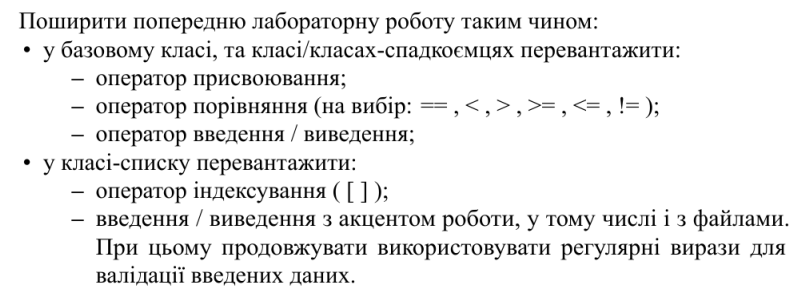 Поширити попередню лабораторну роботу таким чином:
• у базовому класі, та класі/класах-спадкоємцях перевантажити:
– оператор присвоювання;
– оператор порівняння (на вибір: == , < , > , >= , <= , != );
– оператор введення / виведення;
• у класі-списку перевантажити:
– оператор індексування ( [ ] );
– введення / виведення з акцентом роботи, у тому числі і з файлами.
При цьому продовжувати використовувати регулярні вирази для
валідації введених даних.